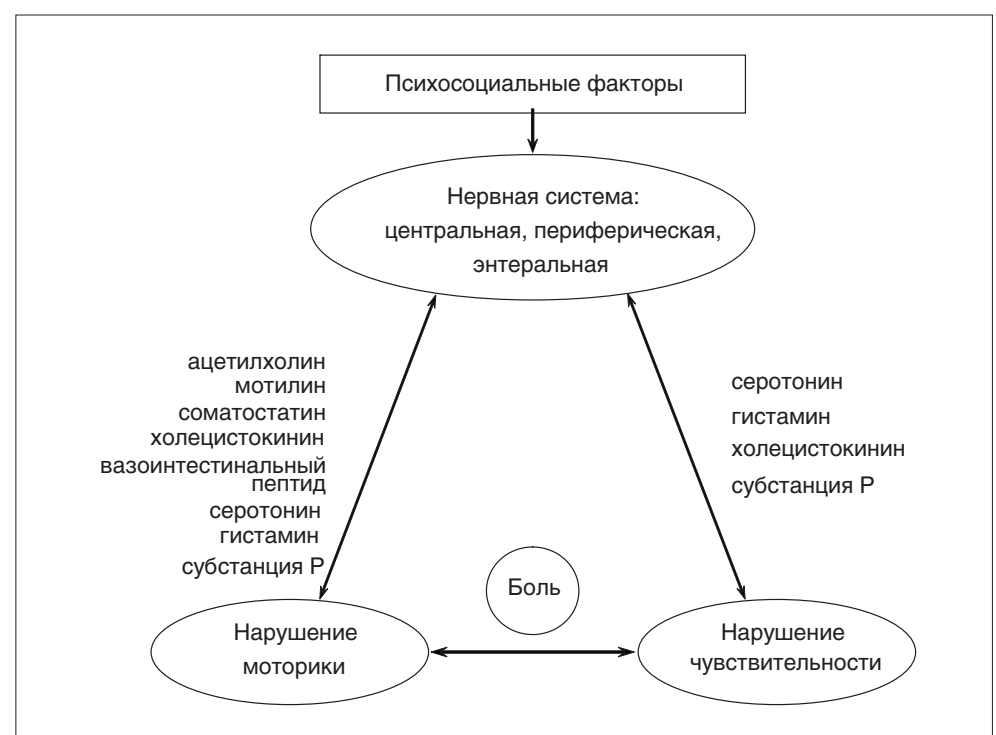 Психосоциальные факторы
Нервная система:
центральная, периферическая,
энтеральная
ацетилхолин
мотилин
соматостатин
холецистокинин
вазоинтестинальный
пептид
серотонин
гистамин
субстанция Р
серотонин
гистамин
холецистокинин
субстанция Р
Боль
Нарушение
моторики
Нарушение
чувствительности